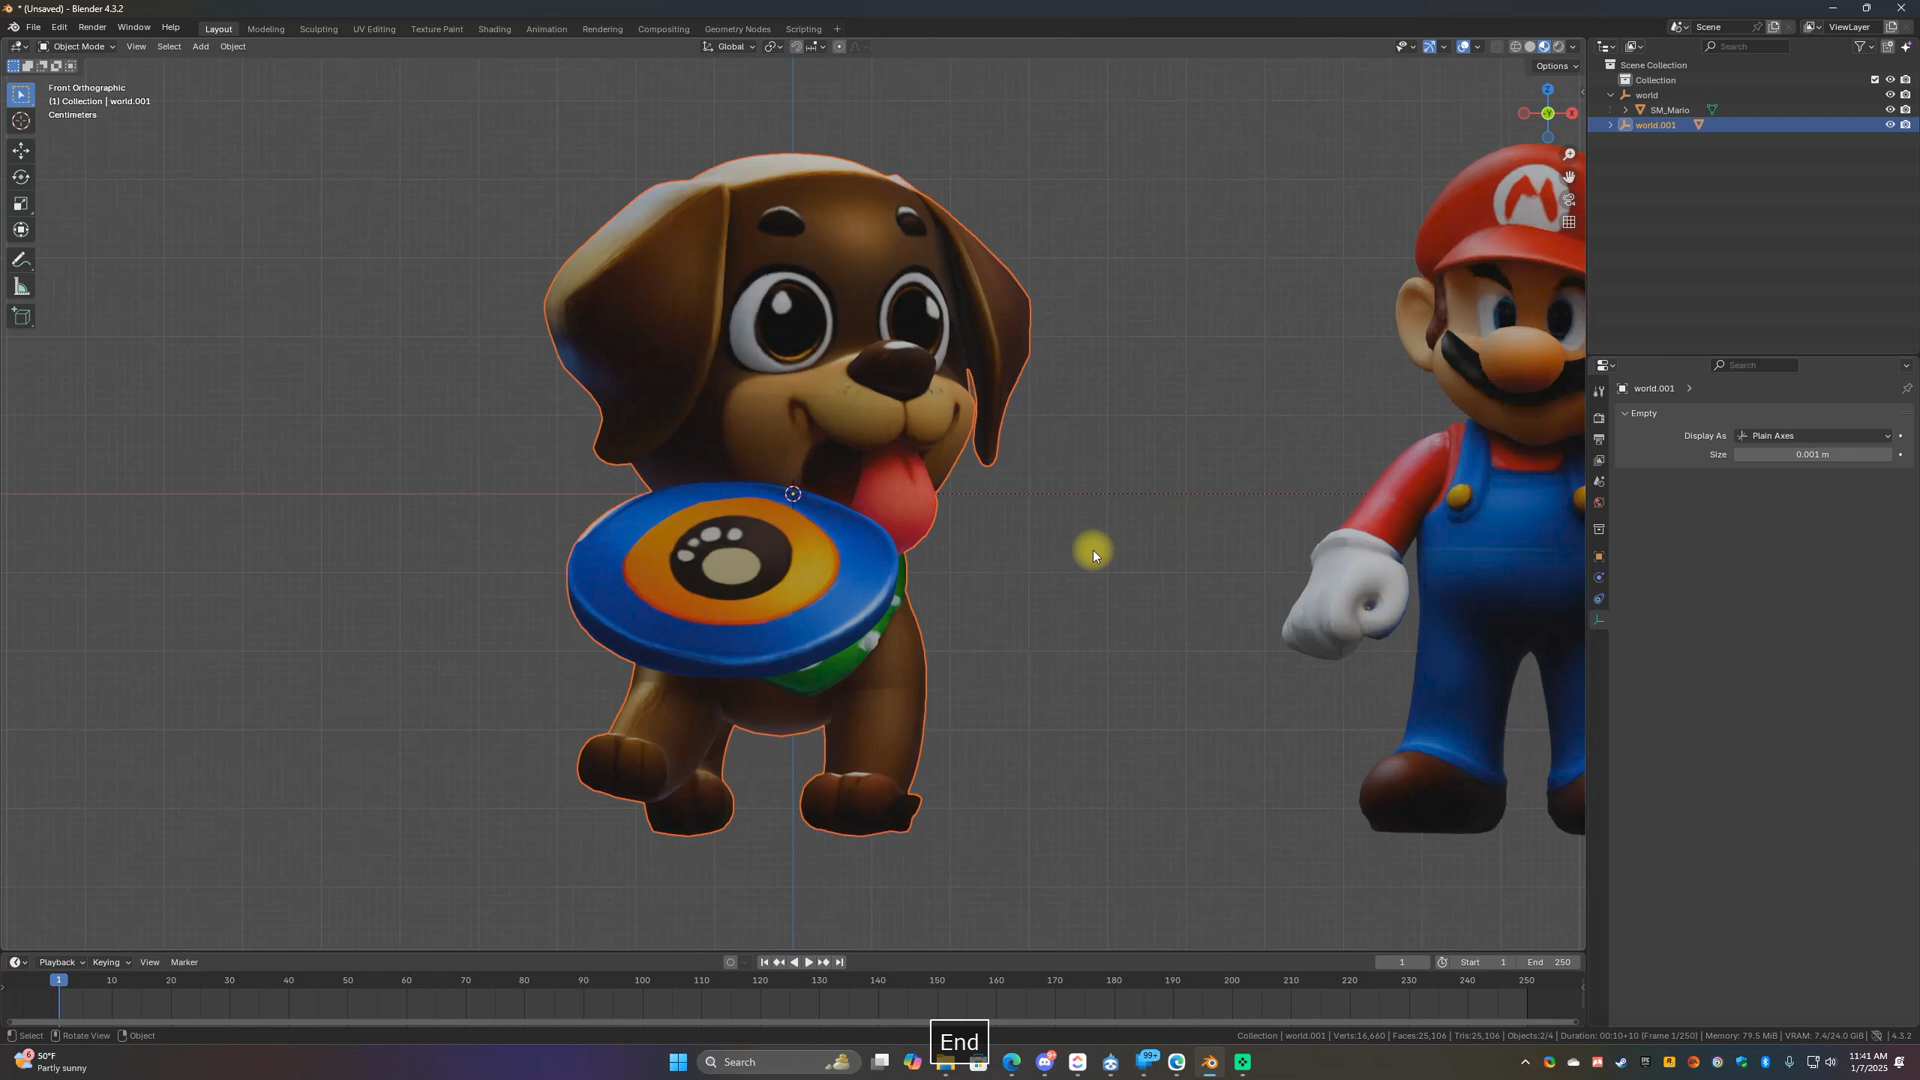 * (Unsaved) - Blender 4.3.2
File Edit Render Window Help Layout Modeling Sculpting UV Editing Texture Paint Shading Animation Rendering Compositing Geometry Nodes Scripting + Scene ViewLayer
Object Mode View Select Add Object Global Search
Options
Front Orthographic
(1) Collection | world.001
Centimeters
Z
X
-Y
M
Scene Collection
Collection
world
SM_Mario
world.001
Search
world.001
Empty
Display As Plain Axes
Size 0.001 m
Playback Keying View Marker 1 Start 1 End 250
1 10 20 30 40 50 60 70 80 90 100 110 120 130 140 150 160 170 180 190 200 210 220 230 240 250
Select Rotate View Object Collection | world.001 | Verts:16,660 | Faces:25,106 | Tris:25,106 | Objects:2/4 | Duration: 00:10+10 (Frame 1/250) | Memory: 79.5 MiB | VRAM: 7.4/24.0 GiB | 4.3.2
End
6
50°F
Partly sunny
Search
99+
11:41 AM
1/7/2025